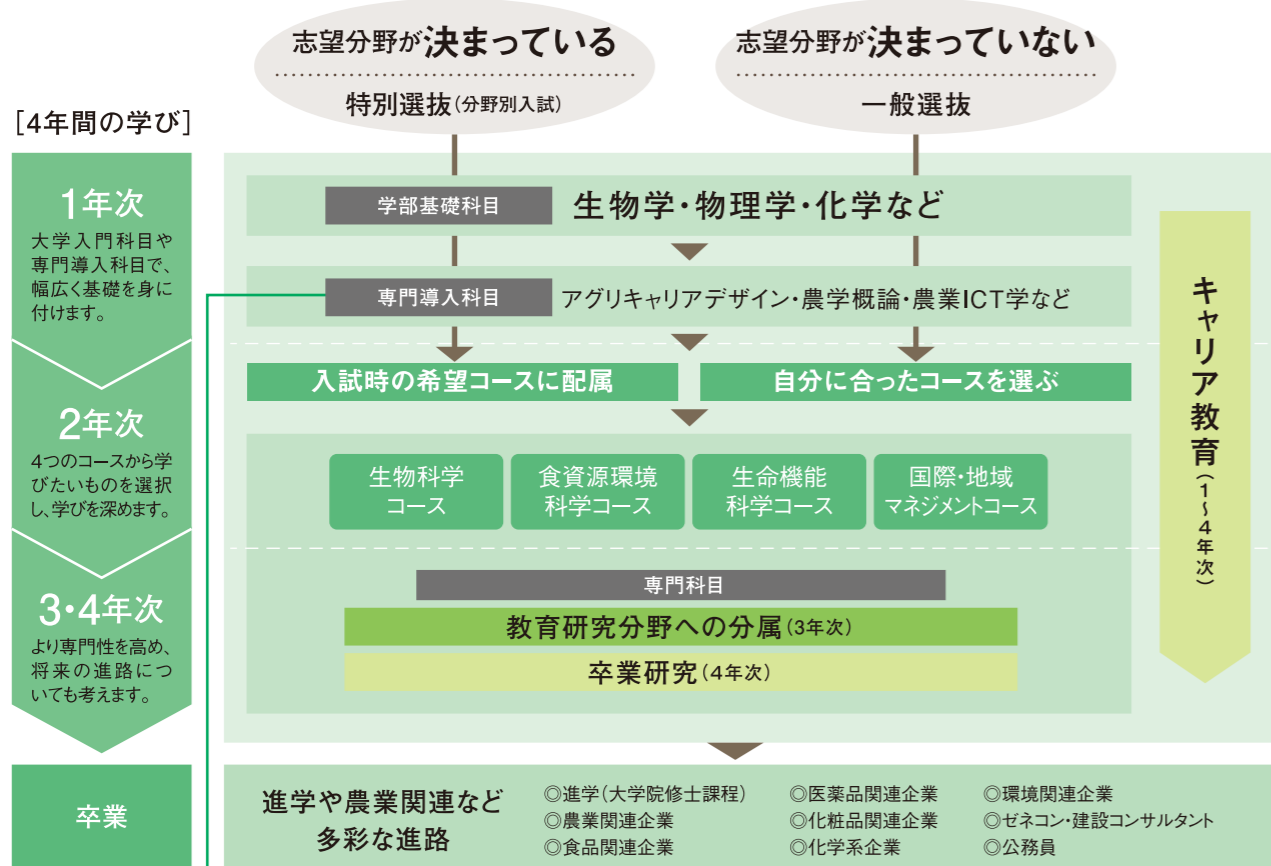 志望分野が決まっている
特別選抜(分野別入試)
志望分野が決まっていない
一般選抜
[4年間の学び]
1年次
大学入門科目や
専門導入科目で、
幅広く基礎を身に
付けます。
学部基礎科目
生物学・物理学・化学など
専門導入科目
アグリキャリアデザイン・農学概論・農業ICT学など
入試時の希望コースに配属
自分に合ったコースを選ぶ
2年次
4つのコースから学
びたいものを選択
し、学びを深めます。
生物科学
コース
食資源環境
科学コース
生命機能
科学コース
国際・地域
マネジメントコース
3・4年次
より専門性を高め、
将来の進路につ
いても考えます。
専門科目
教育研究分野への分属(3年次)
卒業研究(4年次)
キャリア教育(1~4年次)
卒業
進学や農業関連など
多彩な進路
◎進学(大学院修士課程)
◎農業関連企業
◎食品関連企業
◎医薬品関連企業
◎化粧品関連企業
◎化学系企業
◎環境関連企業
◎ゼネコン・建設コンサルタント
◎公務員